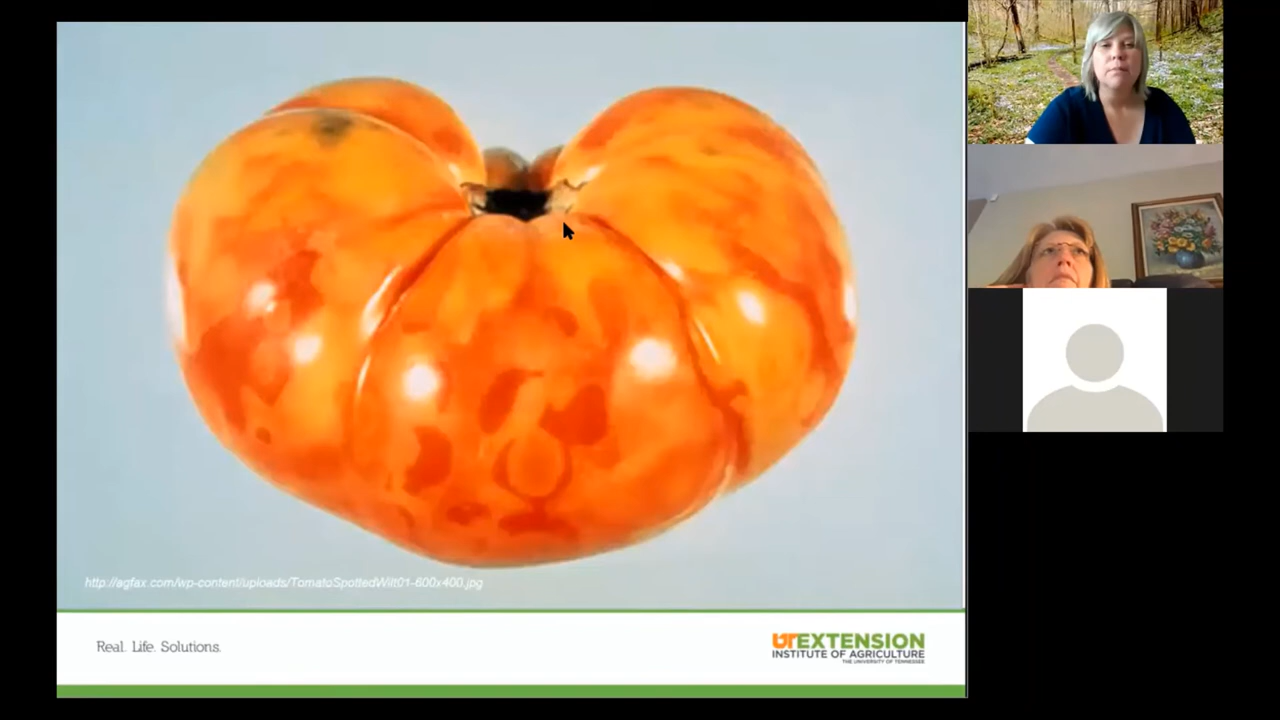 http://agfax.com/wp-content/uploads/TomatoSpottedWilt01-600x400.jpg
Real. Life. Solutions.
UTEXTENSION
INSTITUTE OF AGRICULTURE
THE UNIVERSITY OF TENNESSEE